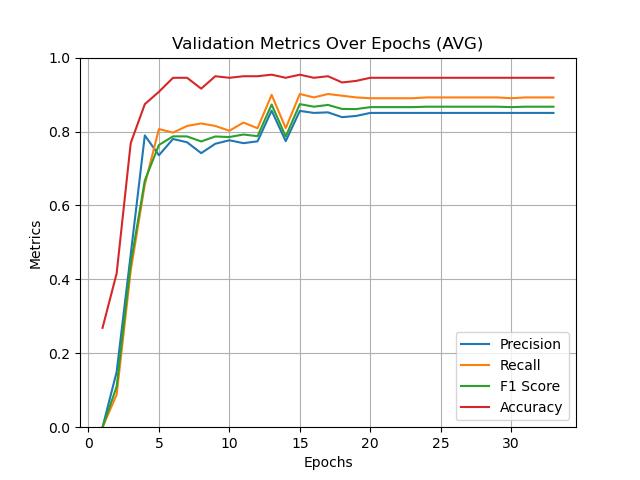 Validation Metrics Over Epochs (AVG)
1.0
0.8
0.6
0.4
0.2
0.0
Metrics
0 5 10 15 20 25 30
Epochs
Precision
Recall
F1 Score
Accuracy